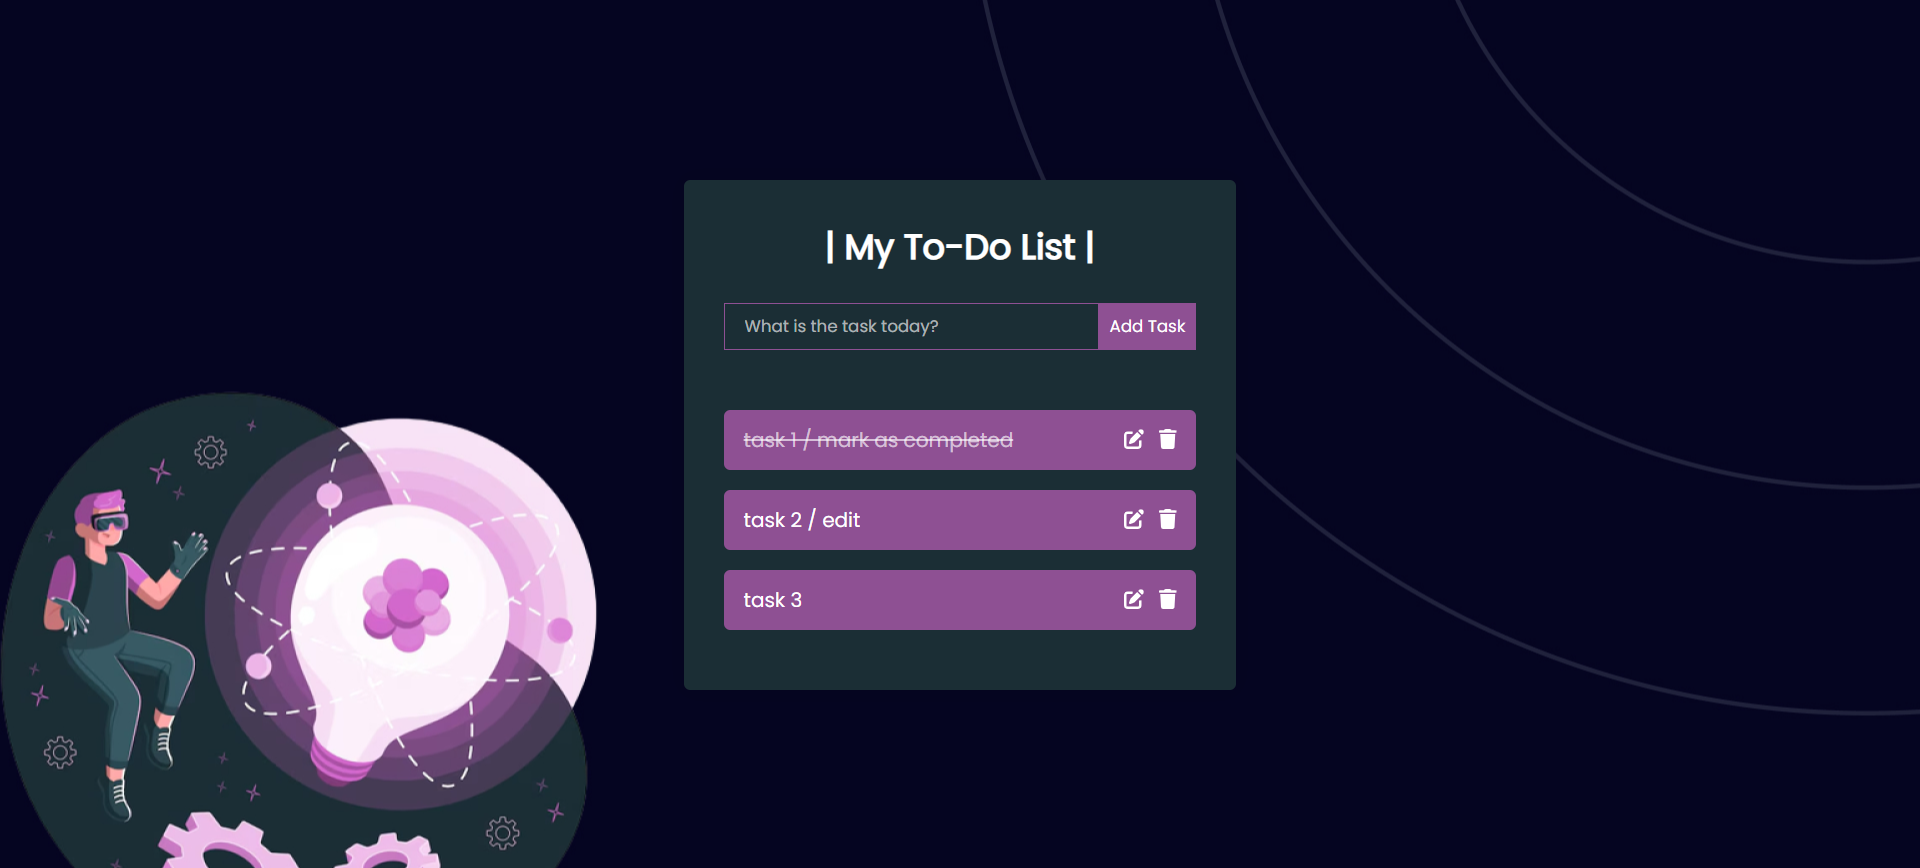 | My To-Do List |
What is the task today?
Add Task
task 1 / mark as completed
task 2 / edit
task 3